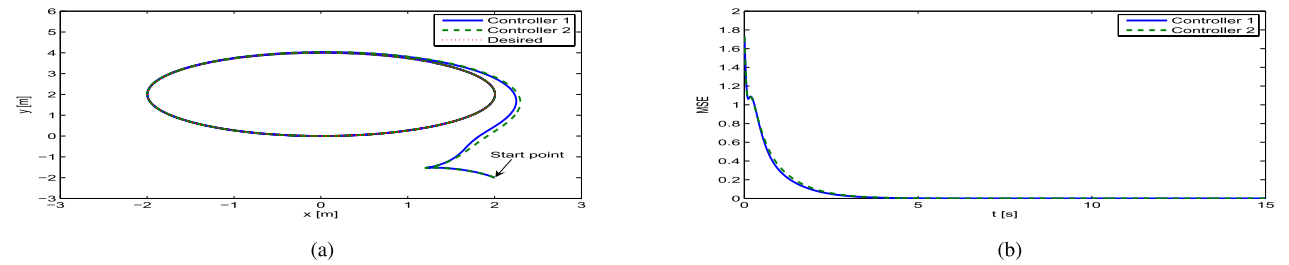 6
5
4
3
2
1
0
−1
−2
−3
y [m]
Controller 1
Controller 2
Desired
Start point
−3
−2
−1
0
1
2
3
x [m]
(a)
2
1.8
1.6
1.4
1.2
1
0.8
0.6
0.4
0.2
0
MSE
Controller 1
Controller 2
0
5
10
15
t [s]
(b)